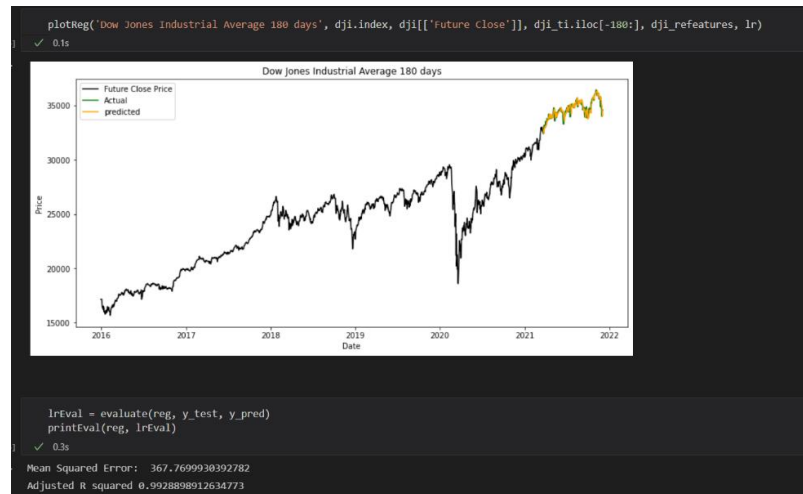 plotReg('Dow Jones Industrial Average 180 days', dji.index, dji[['Future Close']], dji_ti.iloc[-180:], dji_refeatures, lr)
] ✓ 0.1s
Dow Jones Industrial Average 180 days
Future Close Price
Actual
predicted
35000
30000
25000
20000
15000
Price
2016 2017 2018 2019 2020 2021 2022
Date
lrEval = evaluate(reg, y_test, y_pred)
printEval(reg, lrEval)
] ✓ 0.3s
Mean Squared Error:  367.7699930392782
Adjusted R squared 0.9928898912634773